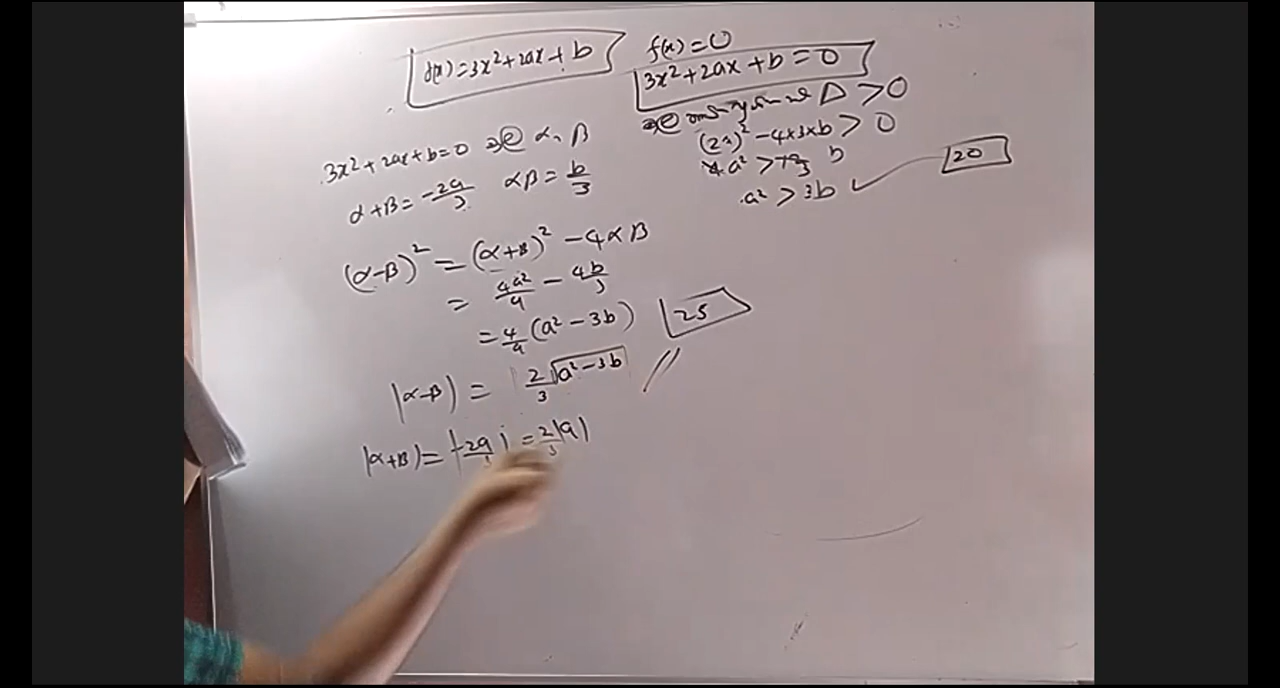 f(x) = 3x² + 2ax + b
f(x) = 0
3x² + 2ax + b = 0
Δ > 0
(2a)² - 4×3×b > 0
a² > 3b
20
3x² + 2ax + b = 0 α, β
α + β = -2a/3 αβ = b/3
(α-β)² = (α+β)² - 4αβ
= 4a²/9 - 4b/3
= 4/9 (a² - 3b)
25
|α-β| = 2/3 √a² - 3b
|α+β| = |-2a/3| = 2/3 |a|